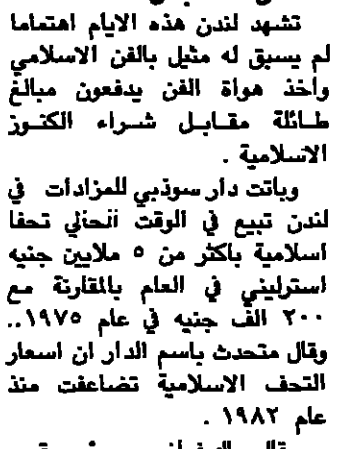 تشهد لندن هذه الايام اهتماما
لم يسبق له مثيل بالفن الاسلامي
واخذ هواة الفن يدفعون مبالغ
طائلة مقابل شراء الكنوز
الاسلامية .
وباتت دار سوذبي للمزادات في
لندن تبيع في الوقت الحالي تحفا
اسلامية باكثر من ٥ ملايين جنيه
استرليني في العام بالمقارنة مع
٢٠٠ الف جنيه في عام ١٩٧٥..
وقال متحدث باسم الدار ان اسعار
التحف الاسلامية تضاعفت منذ
عام ١٩٨٢ .